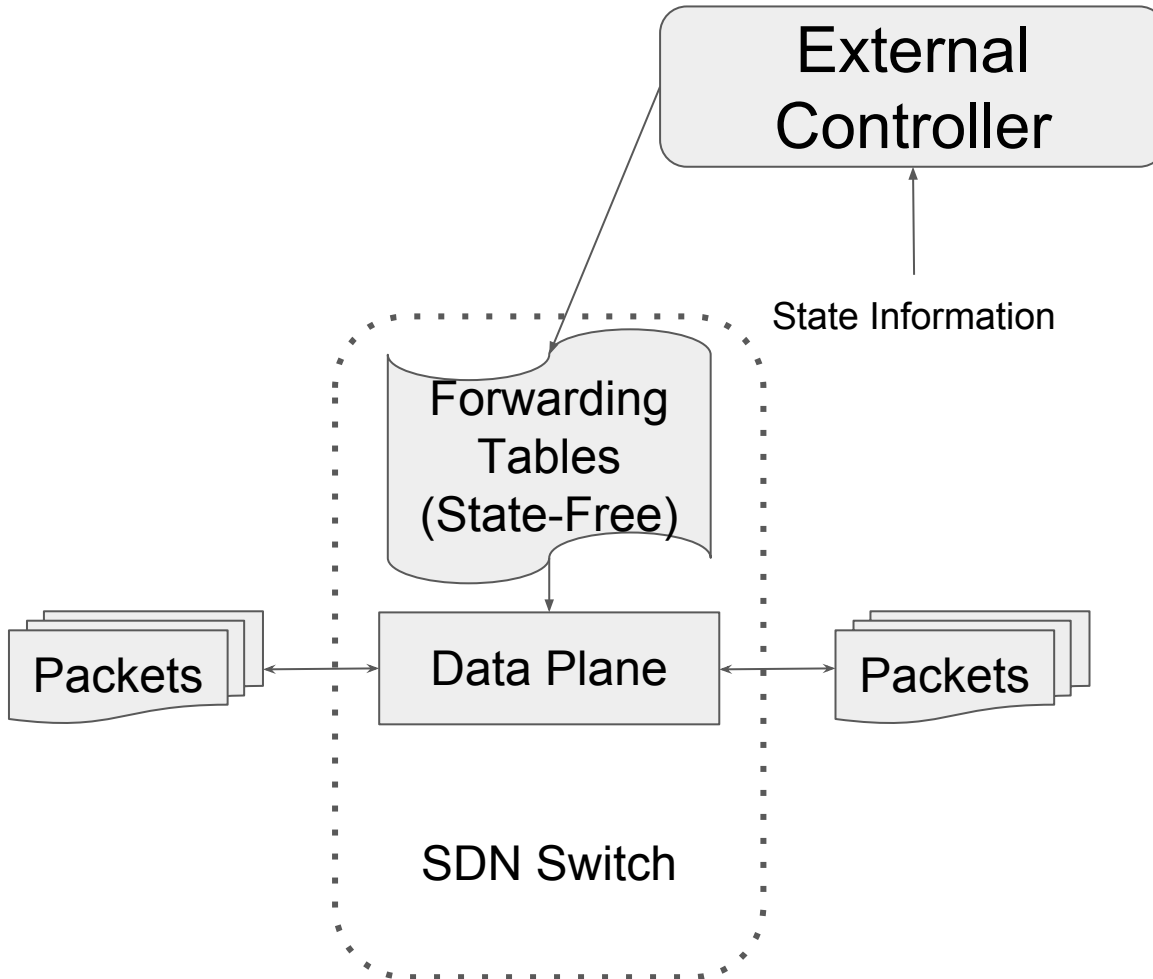 External
Controller
State Information
Forwarding
Tables
(State-Free)
Packets
Data Plane
Packets
SDN Switch